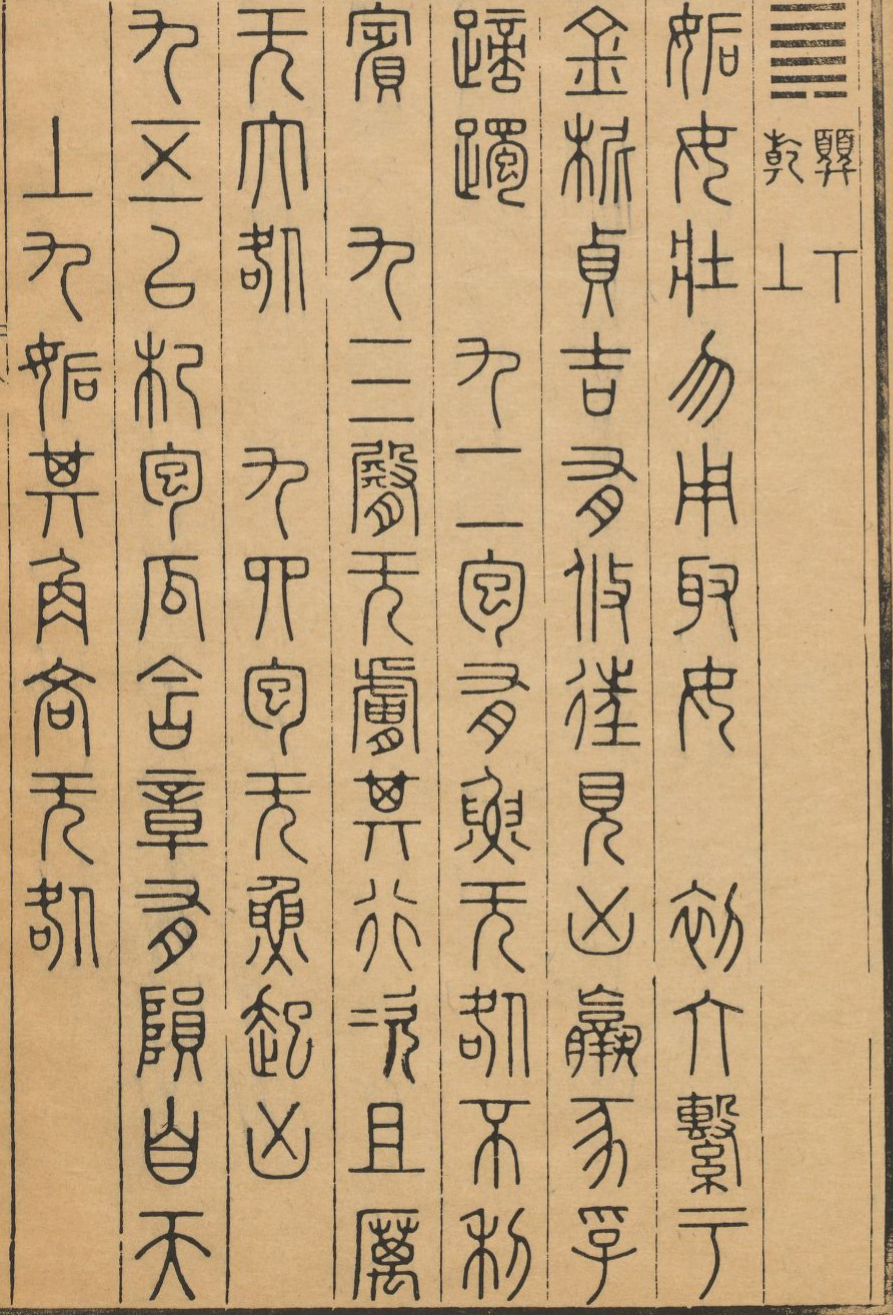 ䷫ 巽下乾上
姤女壯勿用取女 初六繫于
金柅貞吉有攸往見凶羸豕孚
蹢躅 九二包有魚无咎不利
賓 九三臀无膚其行次且厲
无大咎 九四包无魚起凶
九五以杞包瓜含章有隕自天
上九姤其角吝无咎